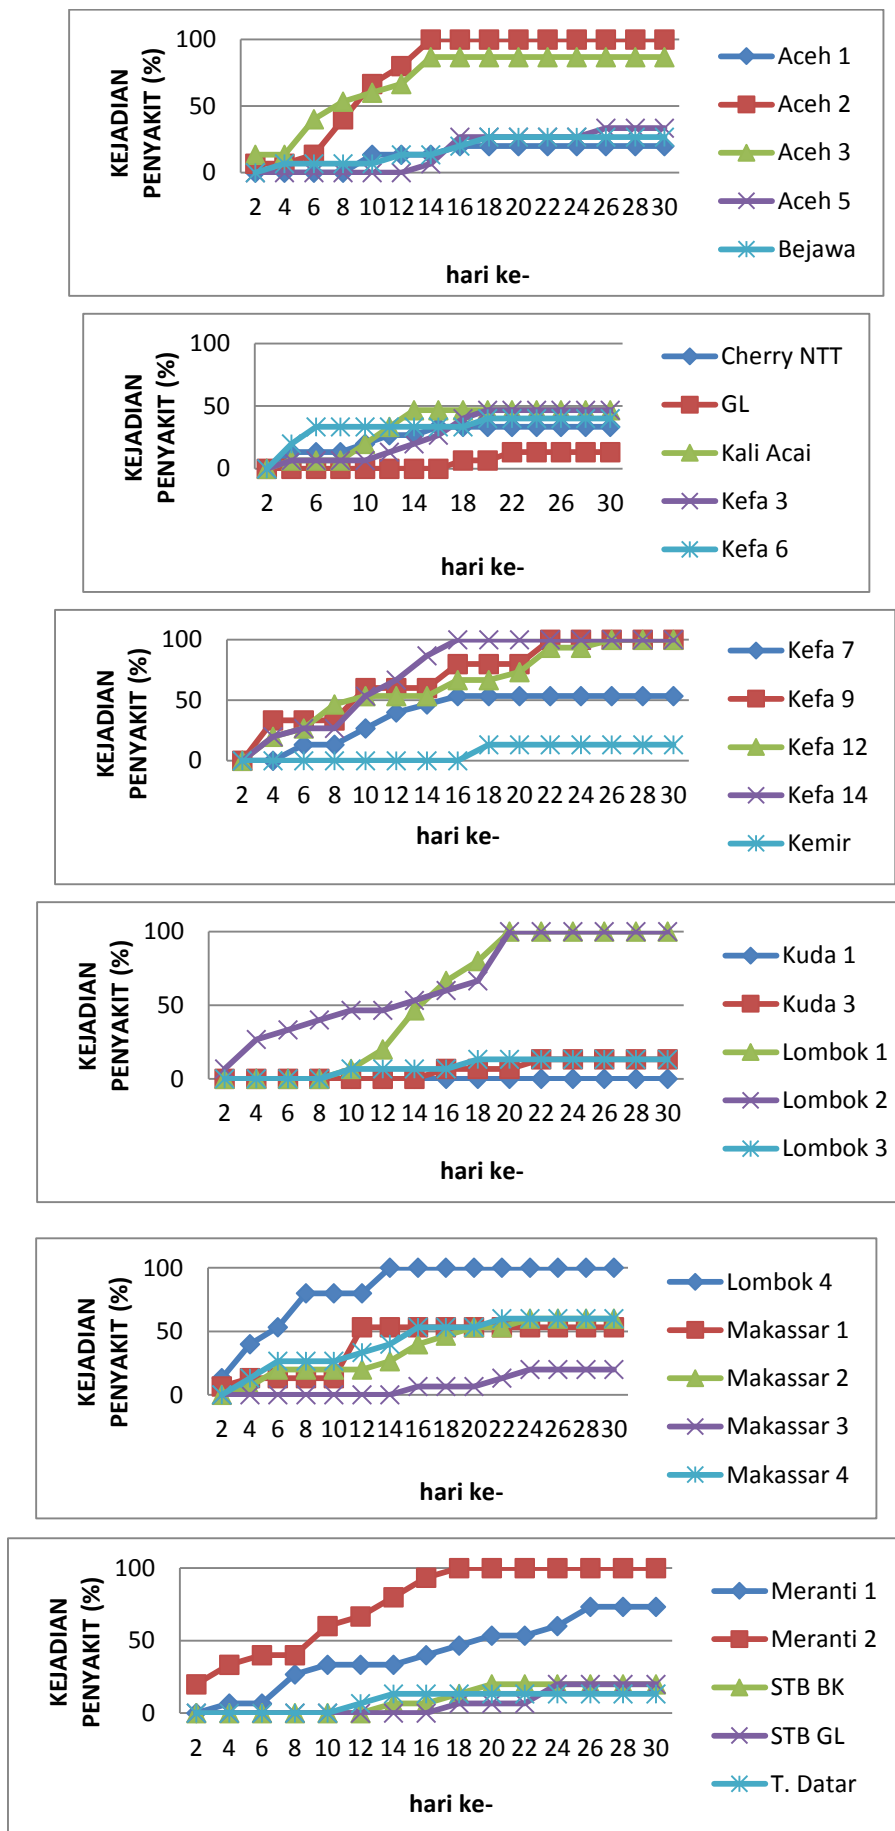 KEJADIAN
PENYAKIT (%)
100
50
0
2 4 6 8 10 12 14 16 18 20 22 24 26 28 30
hari ke-
Aceh 1
Aceh 2
Aceh 3
Aceh 5
Bejawa
KEJADIAN
PENYAKIT (%)
100
50
0
2 6 10 14 18 22 26 30
hari ke-
Cherry NTT
GL
Kali Acai
Kefa 3
Kefa 6
KEJADIAN
PENYAKIT (%)
100
50
0
2 4 6 8 10 12 14 16 18 20 22 24 26 28 30
hari ke-
Kefa 7
Kefa 9
Kefa 12
Kefa 14
Kemir
KEJADIAN
PENYAKIT (%)
100
50
0
2 4 6 8 10 12 14 16 18 20 22 24 26 28 30
hari ke-
Kuda 1
Kuda 3
Lombok 1
Lombok 2
Lombok 3
KEJADIAN
PENYAKIT (%)
100
50
0
2 4 6 8 10 12 14 16 18 20 22 24 26 28 30
hari ke-
Lombok 4
Makassar 1
Makassar 2
Makassar 3
Makassar 4
KEJADIAN
PENYAKIT (%)
100
50
0
2 4 6 8 10 12 14 16 18 20 22 24 26 28 30
hari ke-
Meranti 1
Meranti 2
STB BK
STB GL
T. Datar